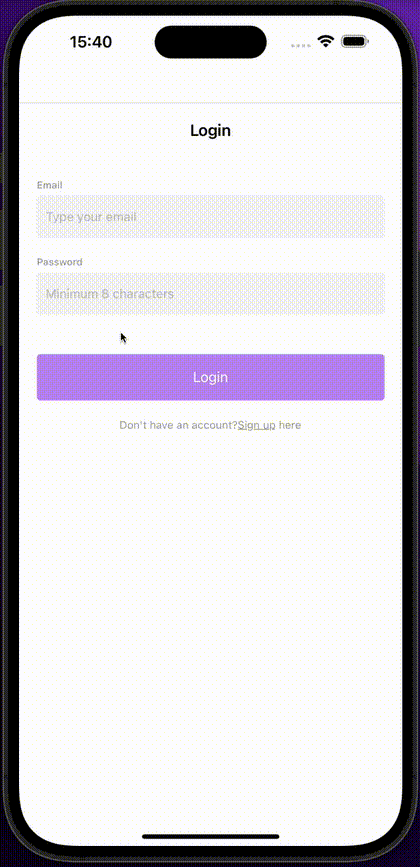 15:40
Login
Email
Type your email
Password
Minimum 8 characters
Login
Don't have an account?Sign up here